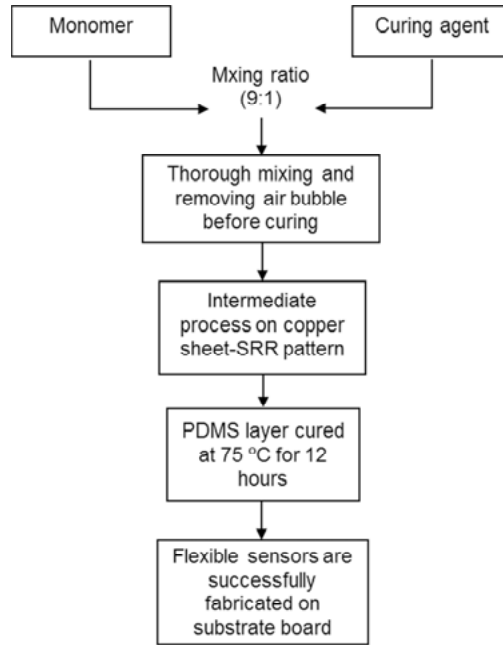 Monomer
Curing agent
Mxing ratio
(9:1)
Thorough mixing and
removing air bubble
before curing
Intermediate
process on copper
sheet-SRR pattern
PDMS layer cured
at 75 ºC for 12
hours
Flexible sensors are
successfully
fabricated on
substrate board